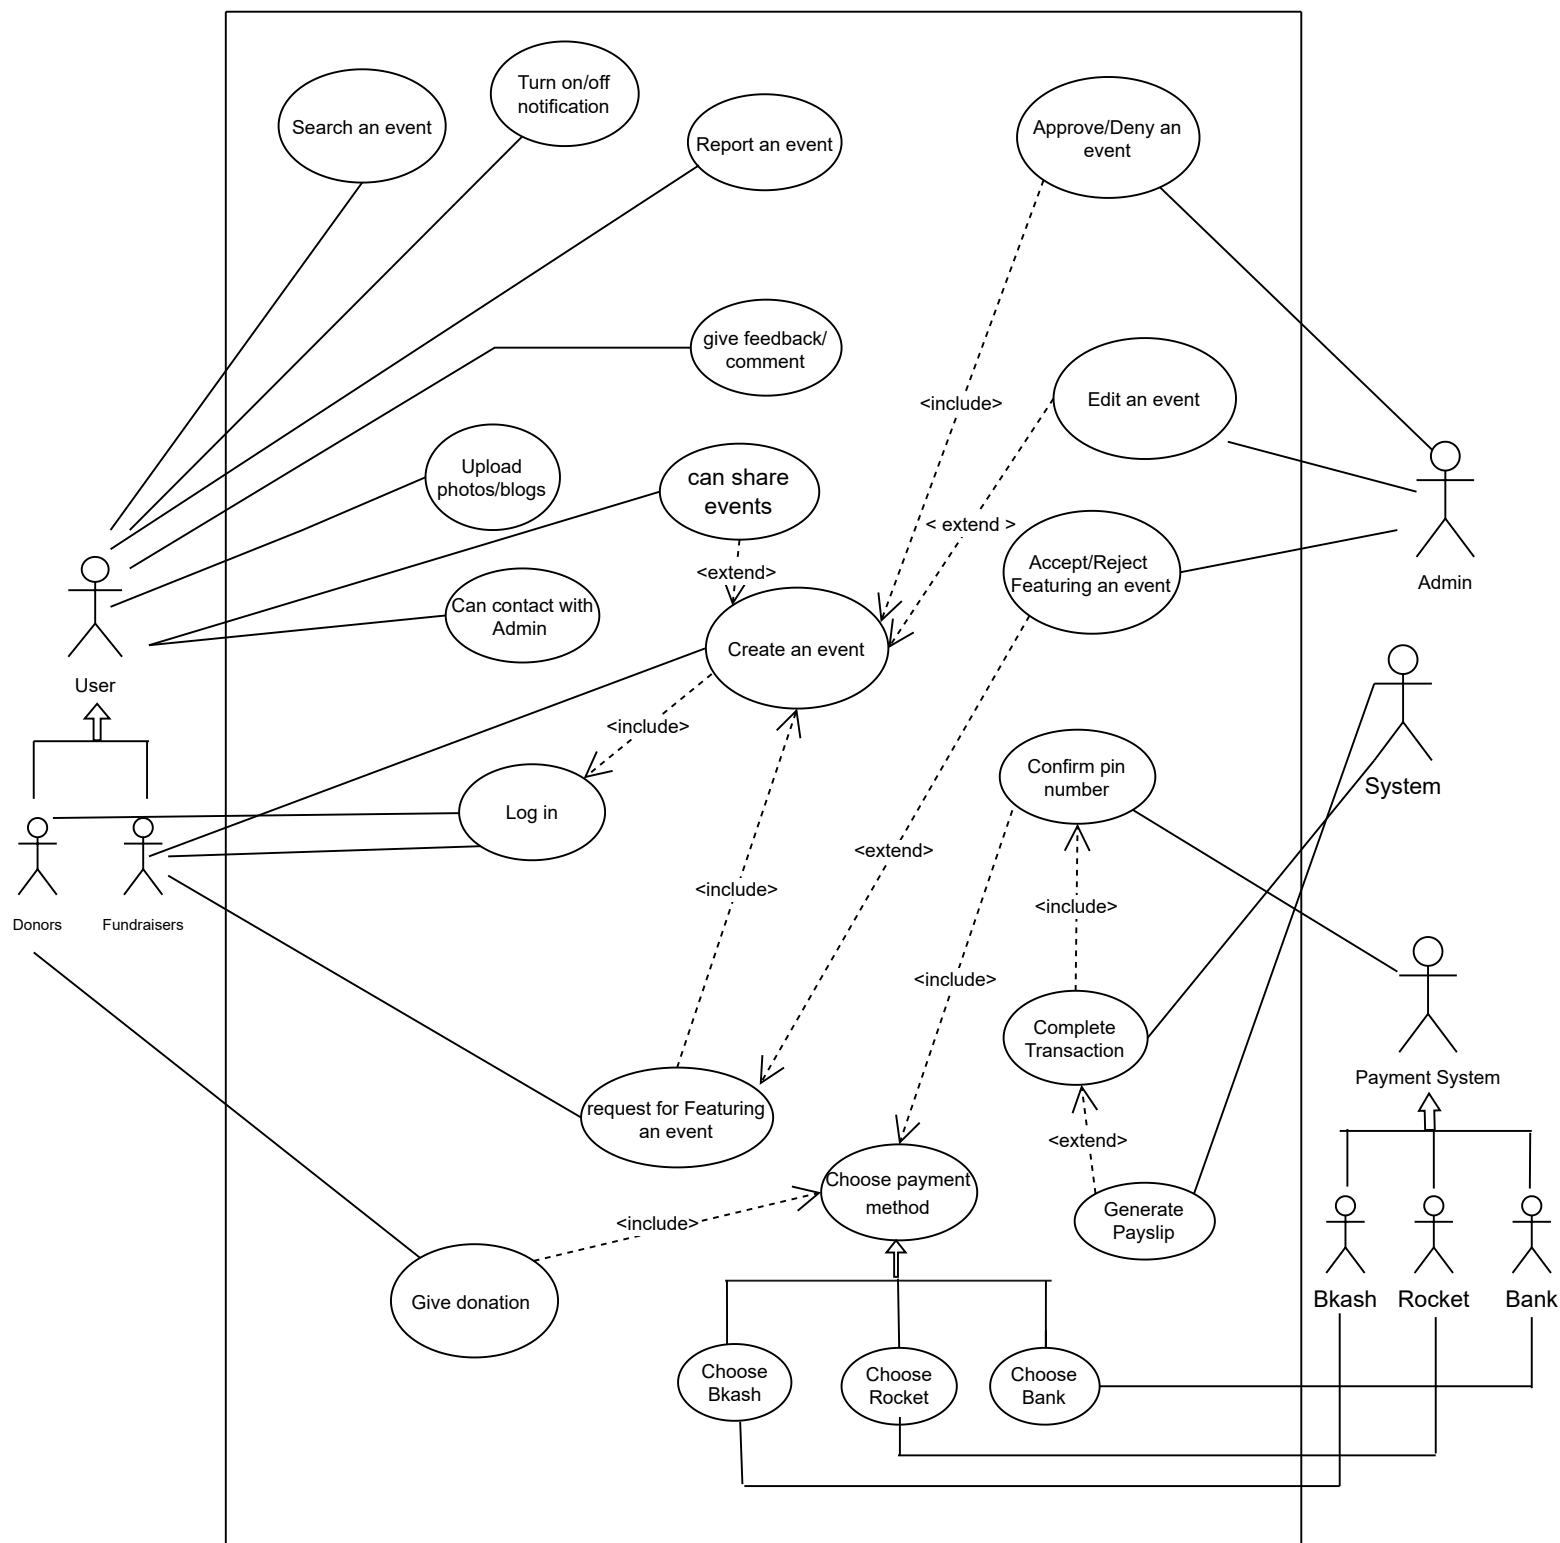 Turn on/off
notification
Search an event
Report an event
Approve/Deny an
event
give feedback/
comment
<include>
Edit an event
Upload
photos/blogs
can share
events
< extend >
<extend>
Accept/Reject
Featuring an event
Admin
Can contact with
Admin
Create an event
User
<include>
Confirm pin
number
System
Log in
<extend>
<include>
<include>
Donors
Fundraisers
<include>
Complete
Transaction
Payment System
request for Featuring
an event
<extend>
Choose payment
method
Generate
Payslip
<include>
Give donation
Bkash
Rocket
Bank
Choose
Bkash
Choose
Rocket
Choose
Bank